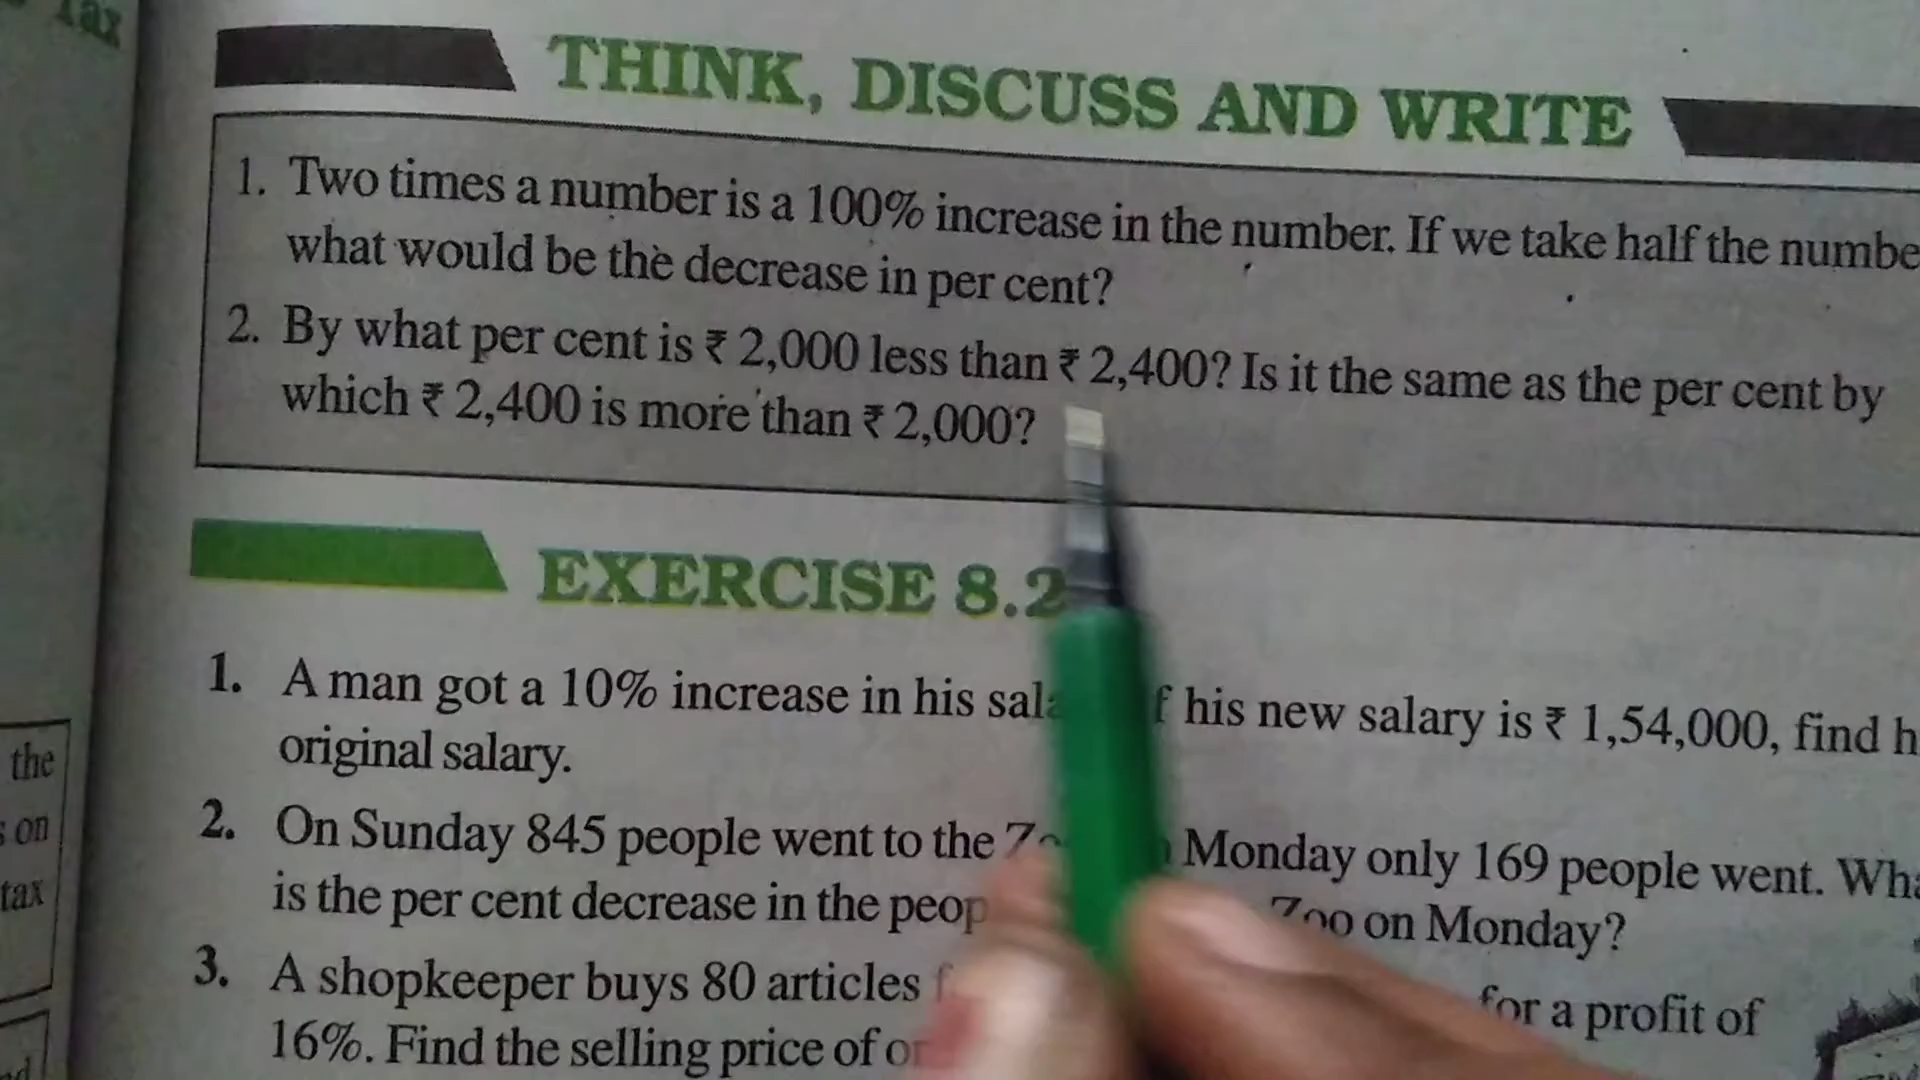 Tax
THINK, DISCUSS AND WRITE
1. Two times a number is a 100% increase in the number. If we take half the numbe
what would be the decrease in per cent?
2. By what per cent is ₹ 2,000 less than ₹ 2,400? Is it the same as the per cent by
which ₹ 2,400 is more than ₹ 2,000?
EXERCISE 8.2
1. A man got a 10% increase in his his new salary is ₹ 1,54,000, find h
original salary.
2. On Sunday 845 people went to the Monday only 169 people went.
is the per cent decrease in the Zoo on Monday?
3. A shopkeeper buys 80 articles for a profit of
16%. Find the selling price of
the
on
tax